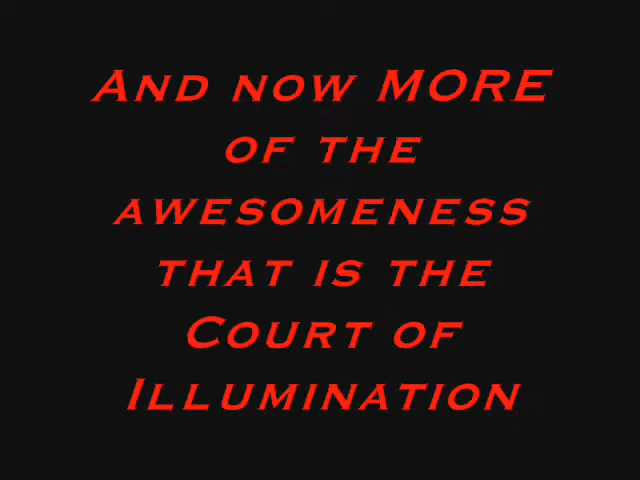 And now MORE
of the
awesomeness
that is the
Court of
Illumination